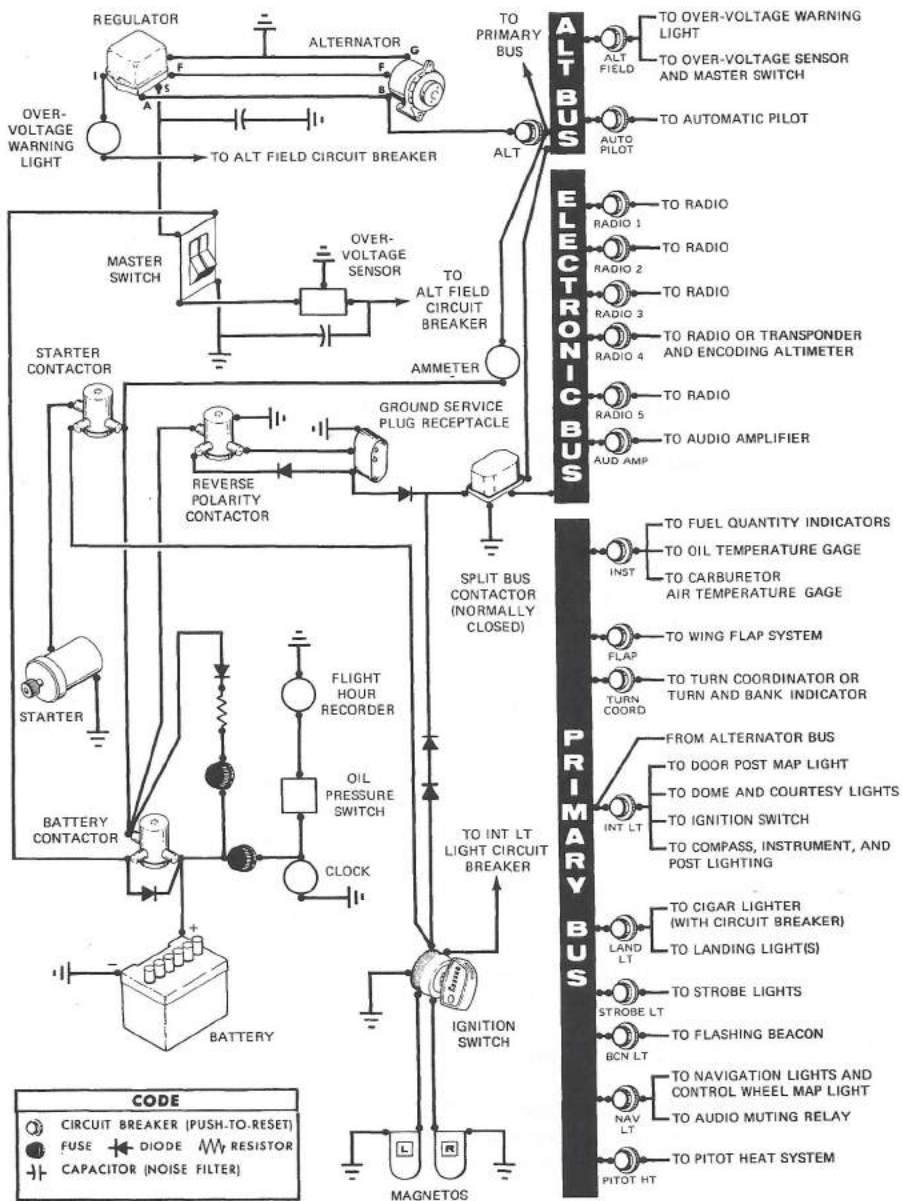 REGULATOR
ALTERNATOR
G
F
F
I
S
A
B
OVER-
VOLTAGE
WARNING
LIGHT
TO ALT FIELD CIRCUIT BREAKER
TO
PRIMARY
BUS
ALT
ALT BUS
ALT
FIELD
TO OVER-VOLTAGE WARNING
LIGHT
TO OVER-VOLTAGE SENSOR
AND MASTER SWITCH
AUTO
PILOT
TO AUTOMATIC PILOT
MASTER
SWITCH
OVER-
VOLTAGE
SENSOR
TO
ALT FIELD
CIRCUIT
BREAKER
AMMETER
ELECTRONIC BUS
RADIO 1
TO RADIO
RADIO 2
TO RADIO
RADIO 3
TO RADIO
RADIO 4
TO RADIO OR TRANSPONDER
AND ENCODING ALTIMETER
RADIO 5
TO RADIO
AUD AMP
TO AUDIO AMPLIFIER
STARTER
CONTACTOR
GROUND SERVICE
PLUG RECEPTACLE
REVERSE
POLARITY
CONTACTOR
SPLIT BUS
CONTACTOR
(NORMALLY
CLOSED)
STARTER
FLIGHT
HOUR
RECORDER
OIL
PRESSURE
SWITCH
BATTERY
CONTACTOR
CLOCK
+
−
BATTERY
TO INT LT
LIGHT CIRCUIT
BREAKER
IGNITION
SWITCH
L
R
MAGNETOS
PRIMARY BUS
INST
TO FUEL QUANTITY INDICATORS
TO OIL TEMPERATURE GAGE
TO CARBURETOR
AIR TEMPERATURE GAGE
FLAP
TO WING FLAP SYSTEM
TURN
COORD
TO TURN COORDINATOR OR
TURN AND BANK INDICATOR
FROM ALTERNATOR BUS
INT LT
TO DOOR POST MAP LIGHT
TO DOME AND COURTESY LIGHTS
TO IGNITION SWITCH
TO COMPASS, INSTRUMENT, AND
POST LIGHTING
LAND
LT
TO CIGAR LIGHTER
(WITH CIRCUIT BREAKER)
TO LANDING LIGHT(S)
STROBE LT
TO STROBE LIGHTS
BCN LT
TO FLASHING BEACON
NAV
LT
TO NAVIGATION LIGHTS AND
CONTROL WHEEL MAP LIGHT
TO AUDIO MUTING RELAY
PITOT HT
TO PITOT HEAT SYSTEM
CODE
CIRCUIT BREAKER (PUSH-TO-RESET)
FUSE DIODE RESISTOR
CAPACITOR (NOISE FILTER)